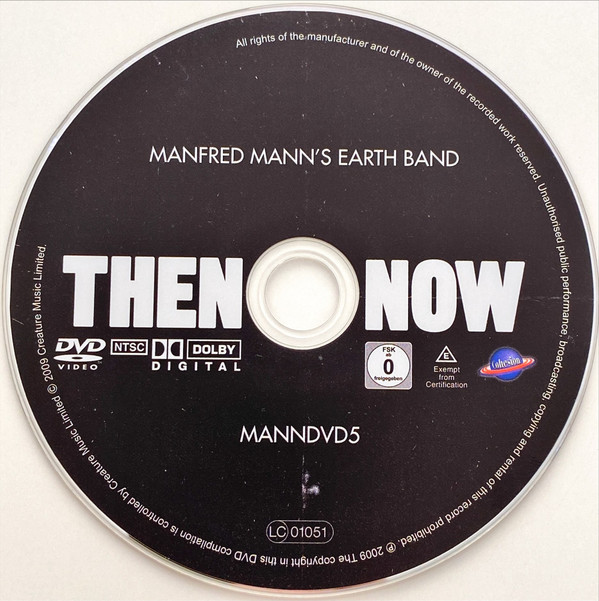 All rights of the manufacturer and of the owner of the recorded work reserved. Unauthorised public performance, broadcasting, copying and rental of this record prohibited. ℗ 2009 The copyright in this DVD compilation is controlled by Creature Music Limited © 2009 Creature Music Limited.
MANFRED MANN'S EARTH BAND
THEN NOW
DVD
VIDEO
NTSC
DOLBY
DIGITAL
FSK
ab
0
freigegeben
E
Exempt
from
Certification
Cohesion
MANNDVD5
LC 01051